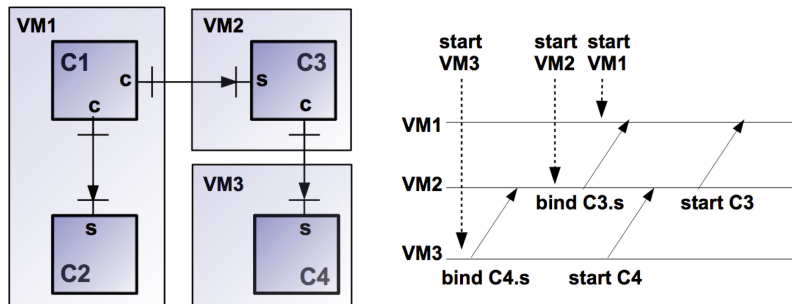 VM1
C1
c
c
s
C2
VM2
s
C3
c
VM3
s
C4
start VM3
start VM2
start VM1
VM1
VM2
bind C3.s
start C3
VM3
bind C4.s
start C4